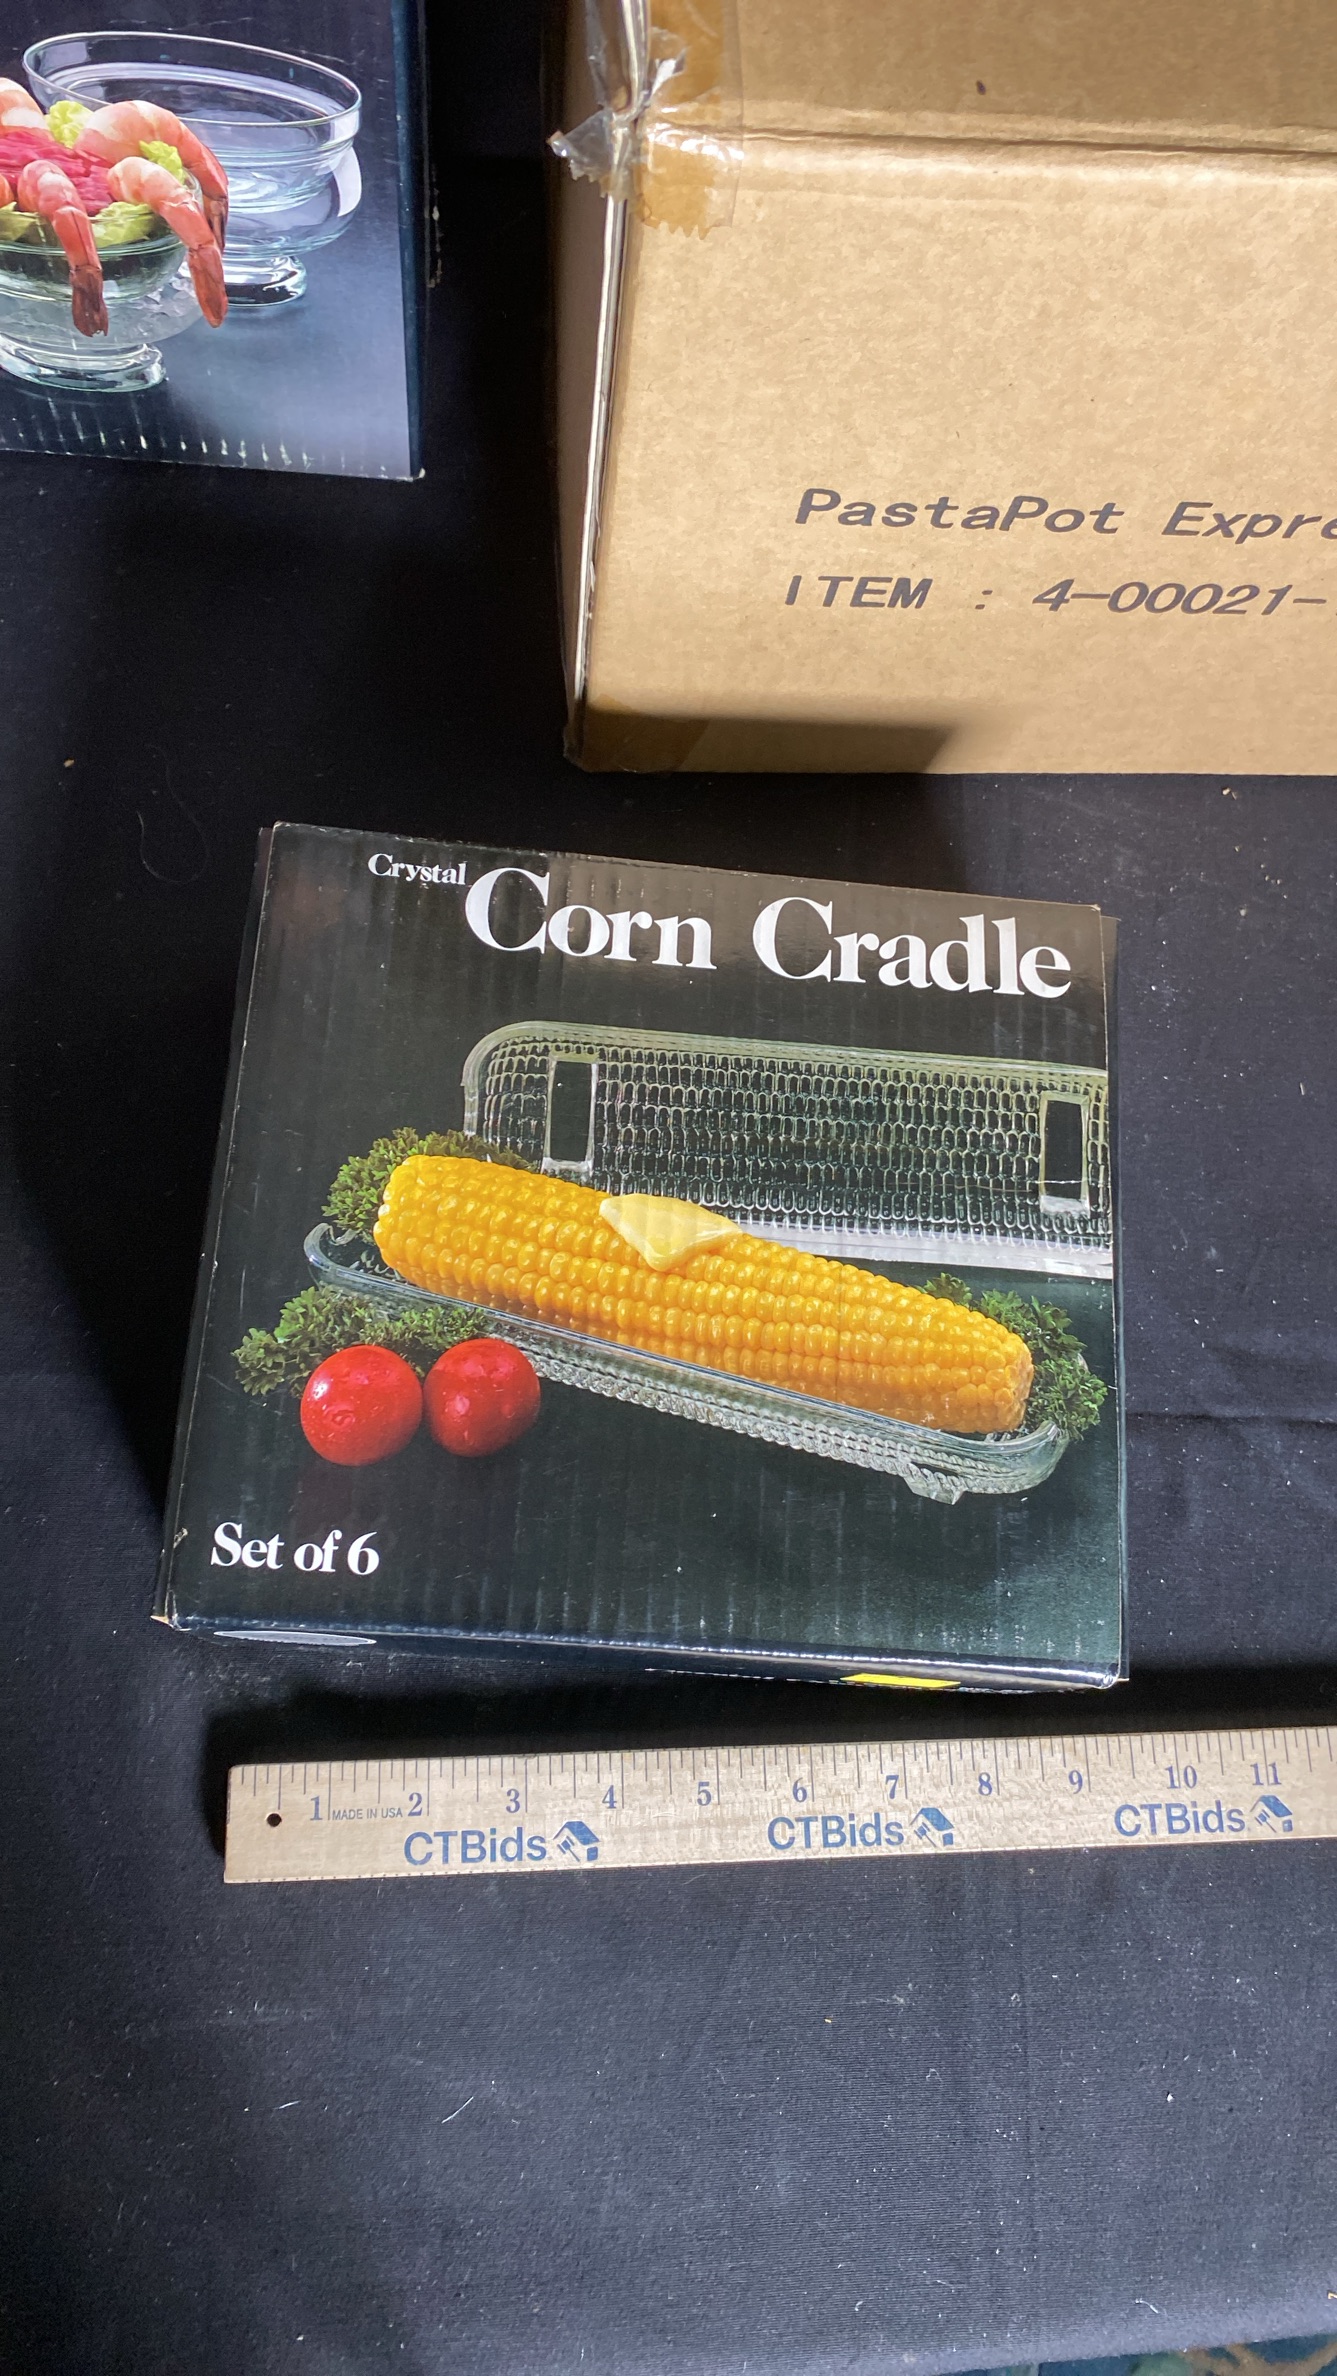 PastaPot Expre
ITEM : 4-00021-
Crystal
Corn Cradle
Set of 6
1 MADE IN USA 2 3 4 5 6 7 8 9 10 11
CTBids CTBids CTBids